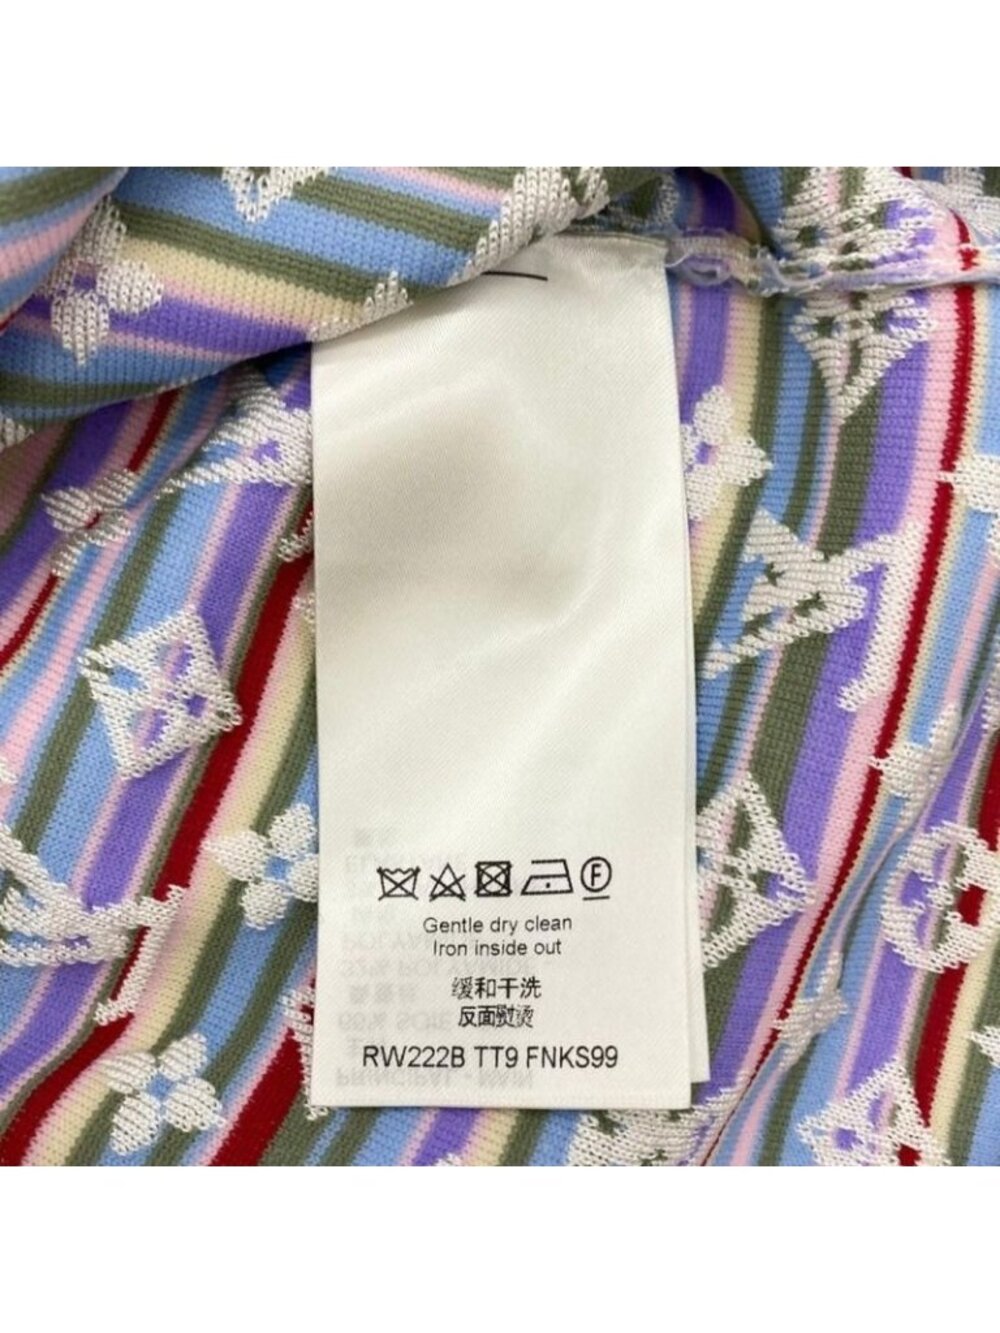 F
Gentle dry clean
Iron inside out
缓和干洗
反面熨烫
RW222B TT9 FNKS99